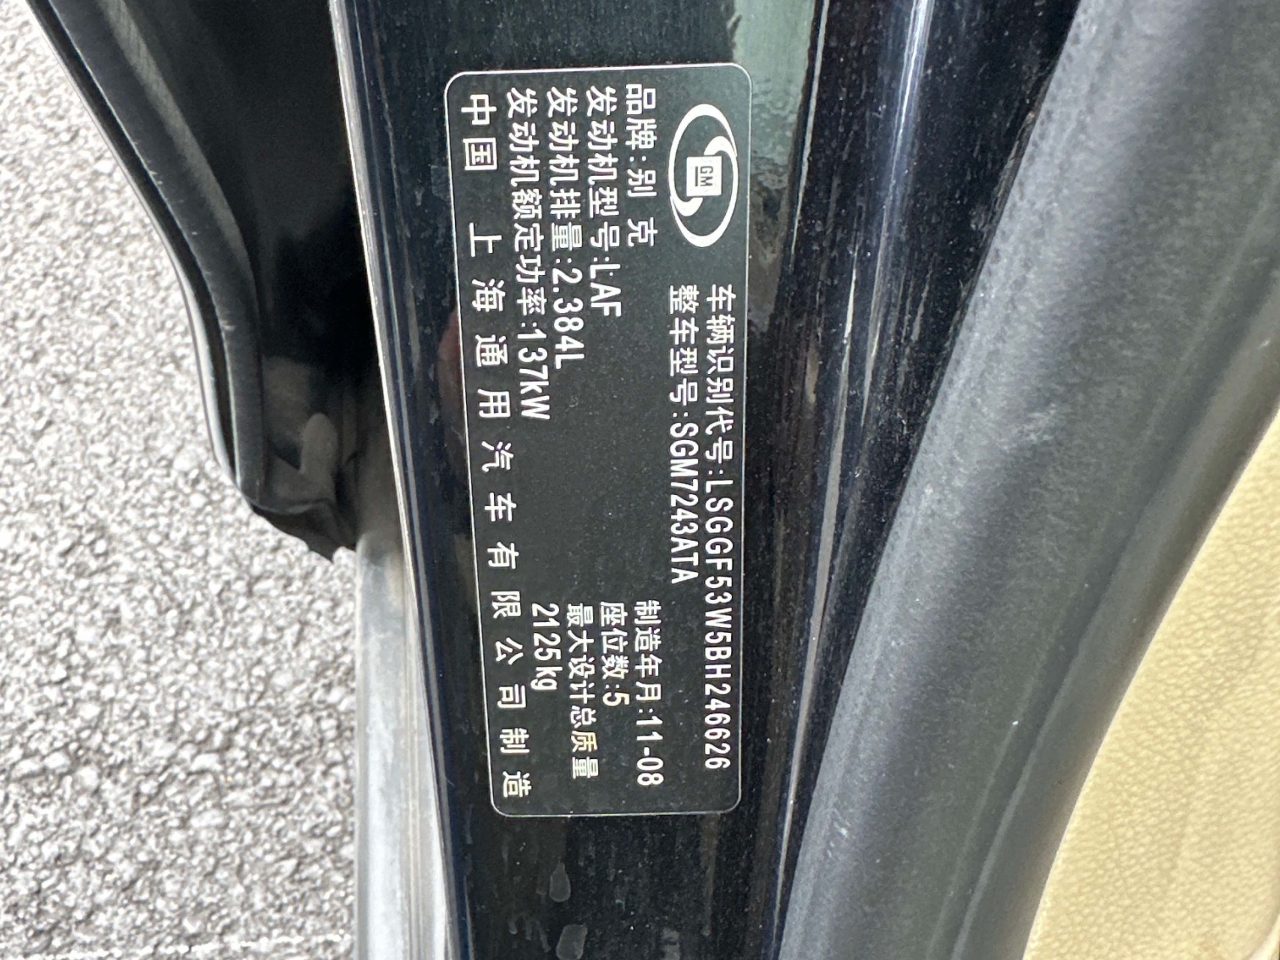 GM
车辆识别代号:LSGGF53W5BH246626
整车型号:SGM7243ATA
品牌:别克
制造年月:11-08
发动机型号:LAF
座位数:5
发动机排量:2.384L
最大设计总质量
发动机额定功率:137kW
2125kg
中国 上海通用汽车有限公司制造